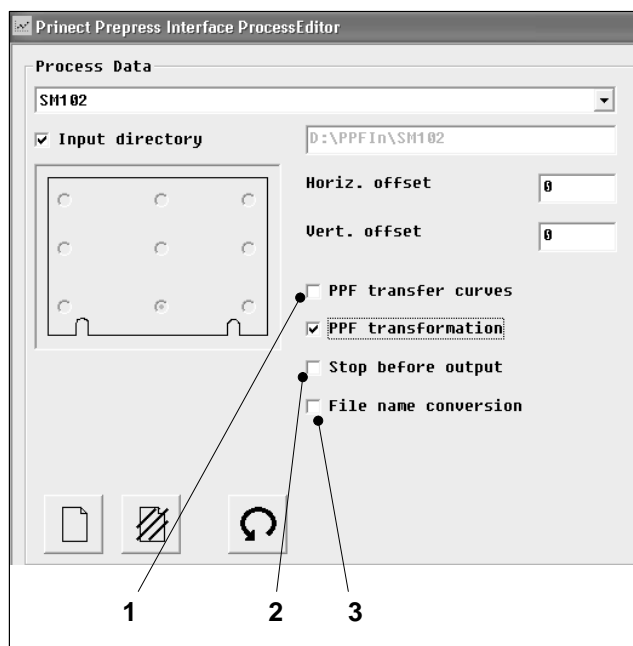 Prinect Prepress Interface ProcessEditor
Process Data
SM102
Input directory
D:\PPFIn\SM102
Horiz. offset
0
Vert. offset
0
PPF transfer curves
PPF transformation
Stop before output
File name conversion
1 2 3